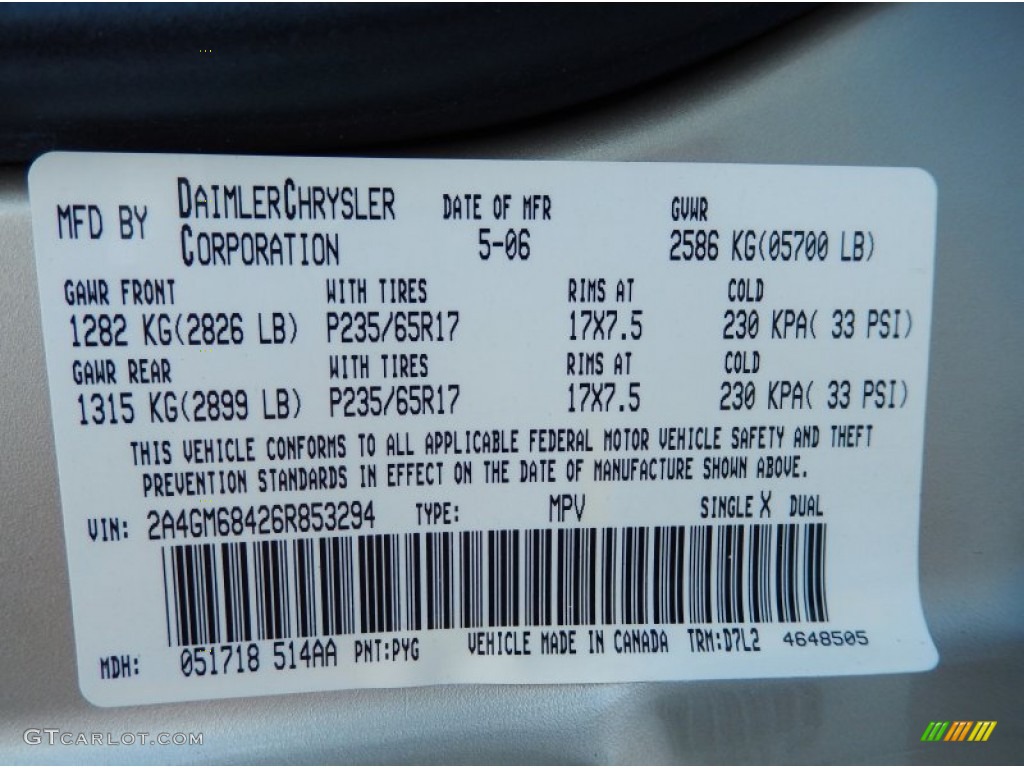 MFD BY DAIMLERCHRYSLER CORPORATION DATE OF MFR 5-06 GVWR 2586 KG(05700 LB)
GAWR FRONT WITH TIRES RIMS AT COLD
1282 KG(2826 LB) P235/65R17 17X7.5 230 KPA( 33 PSI)
GAWR REAR WITH TIRES RIMS AT COLD
1315 KG(2899 LB) P235/65R17 17X7.5 230 KPA( 33 PSI)
THIS VEHICLE CONFORMS TO ALL APPLICABLE FEDERAL MOTOR VEHICLE SAFETY AND THEFT
PREVENTION STANDARDS IN EFFECT ON THE DATE OF MANUFACTURE SHOWN ABOVE.
VIN: 2A4GM68426R853294 TYPE: MPV SINGLE X DUAL
MDH: 051718 514AA PNT:PYG VEHICLE MADE IN CANADA TRM:D7L2 4648505
GTCARLOT.COM